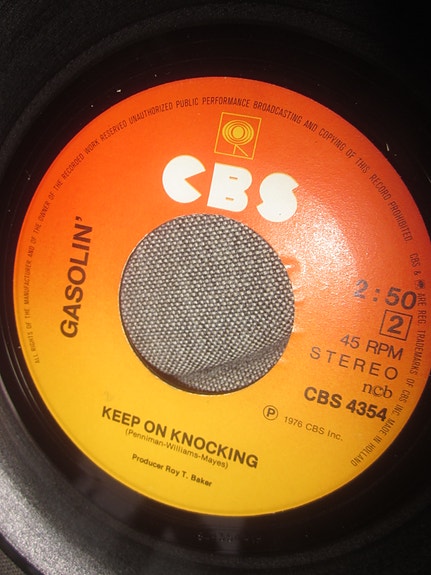 ALL RIGHTS OF THE MANUFACTURER AND OF THE OWNER OF THE RECORDED WORK RESERVED UNAUTHORIZED PUBLIC PERFORMANCE BROADCASTING AND COPYING OF THIS RECORD PROHIBITED
CBS
GASOLIN'
2:50
2
45 RPM
STEREO
ncb
CBS 4354
℗ 1976 CBS Inc.
KEEP ON KNOCKING
(Penniman-Williams-Mayes)
Producer Roy T. Baker
CBS & ARE REG. TRADEMARKS OF CBS INC. MADE IN HOLLAND